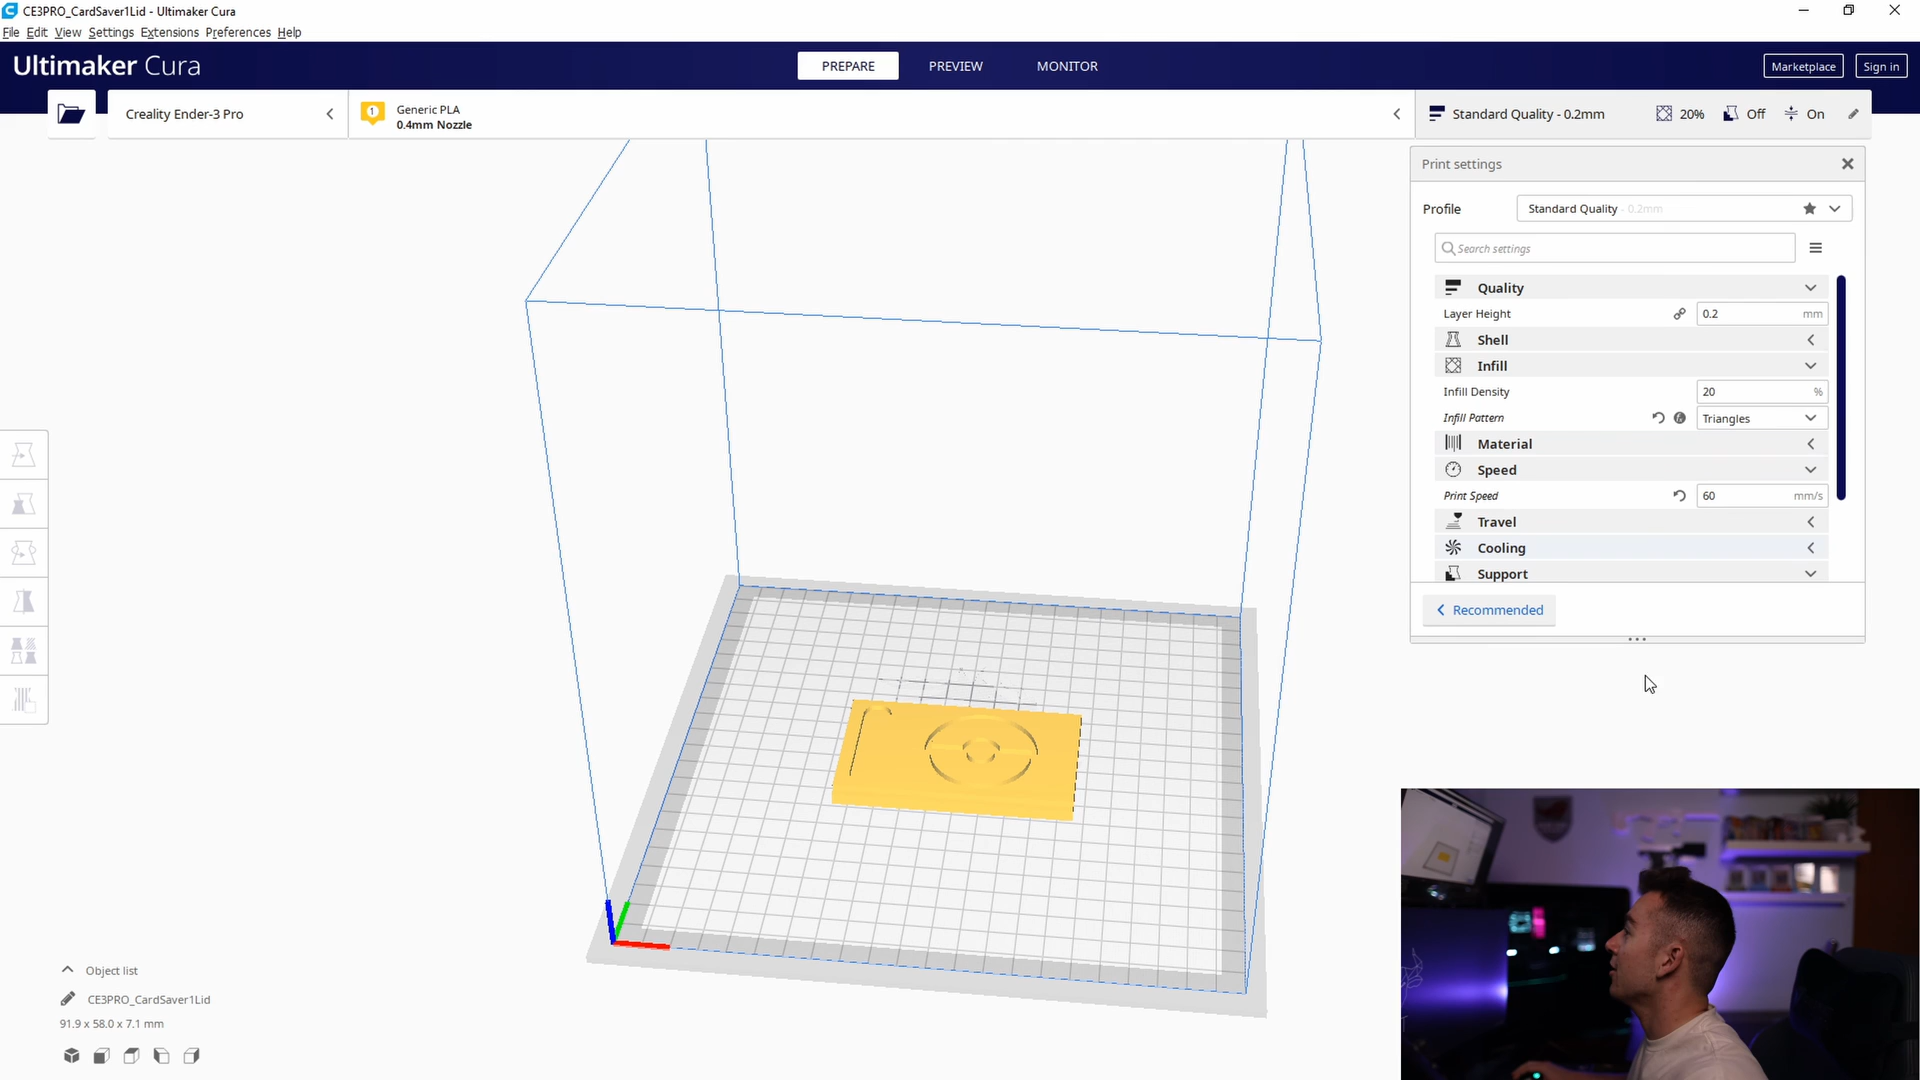 CE3PRO_CardSaver1Lid - Ultimaker Cura
File Edit View Settings Extensions Preferences Help
Ultimaker Cura
PREPARE
PREVIEW
MONITOR
Marketplace
Sign in
Creality Ender-3 Pro
1
Generic PLA
0.4mm Nozzle
Standard Quality - 0.2mm
20%
Off
On
Print settings
Profile
Standard Quality - 0.2mm
Search settings
Quality
Layer Height
0.2 mm
Shell
Infill
Infill Density
20 %
Infill Pattern
Triangles
Material
Speed
Print Speed
60 mm/s
Travel
Cooling
Support
Recommended
Object list
CE3PRO_CardSaver1Lid
91.9 x 58.0 x 7.1 mm